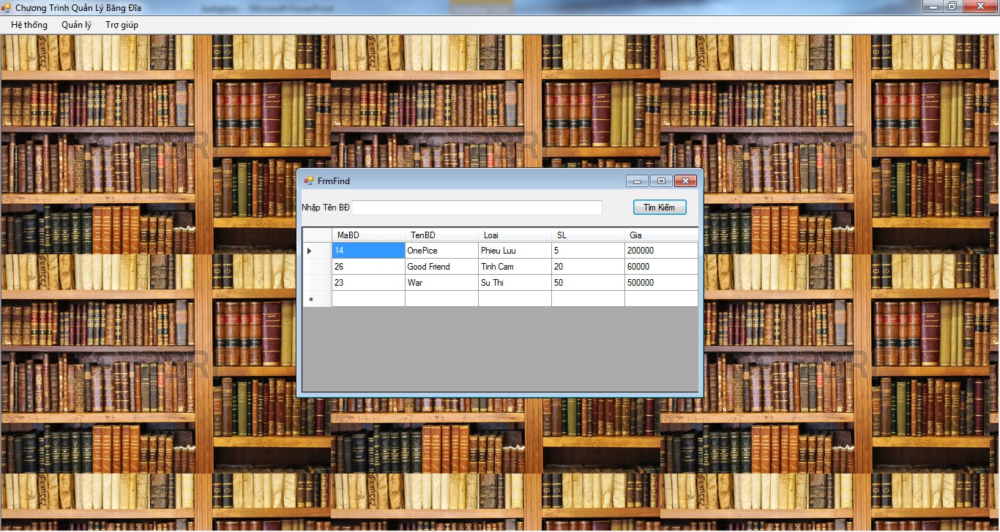 Chương Trình Quản Lý Băng Đĩa
Hệ thống Quản lý Trợ giúp
FrmFind
Nhập Tên BĐ Tìm Kiếm
MaBD TenBD Loai SL Gia
14 OnePice Phieu Luu 5 200000
26 Good Friend Tinh Cam 20 60000
23 War Su Thi 50 500000